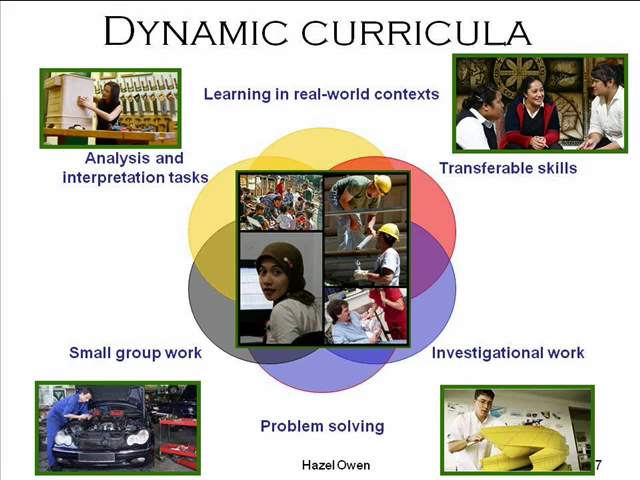 DYNAMIC CURRICULA
Learning in real-world contexts
Analysis and
interpretation tasks
Transferable skills
Small group work
Investigational work
Problem solving
Hazel Owen
7